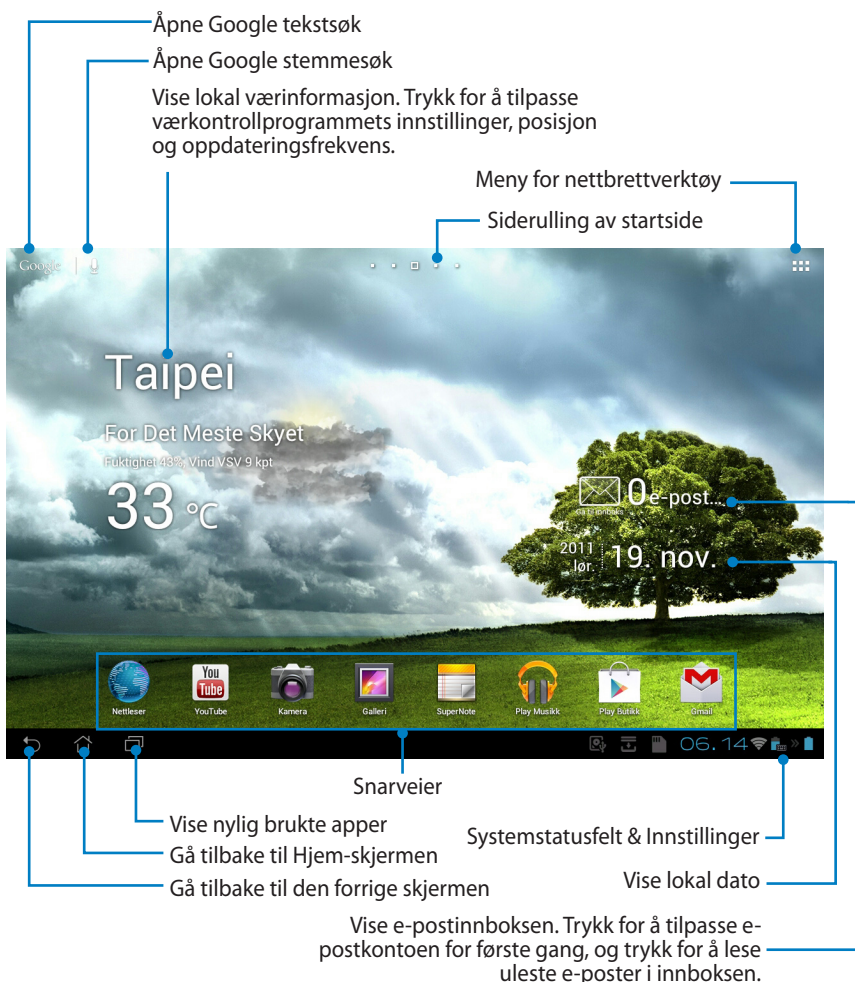 Åpne Google tekstsøk
Åpne Google stemmesøk
Vise lokal værinformasjon. Trykk for å tilpasse
værkontrollprogrammets innstillinger, posisjon
og oppdateringsfrekvens.
Meny for nettbrettverktøy
Siderulling av startside
Google
Taipei
For Det Meste Skyet
Fuktighet 43%, Vind VSV 9 kpt
33 °C
0 e-post...
Gå til innboks
2011
lør.
19. nov.
Nettleser
YouTube
Kamera
Galleri
SuperNote
Play Musikk
Play Butikk
Gmail
06.14
Snarveier
Vise nylig brukte apper
Systemstatusfelt & Innstillinger
Gå tilbake til Hjem-skjermen
Vise lokal dato
Gå tilbake til den forrige skjermen
Vise e-postinnboksen. Trykk for å tilpasse e-
postkontoen for første gang, og trykk for å lese
uleste e-poster i innboksen.